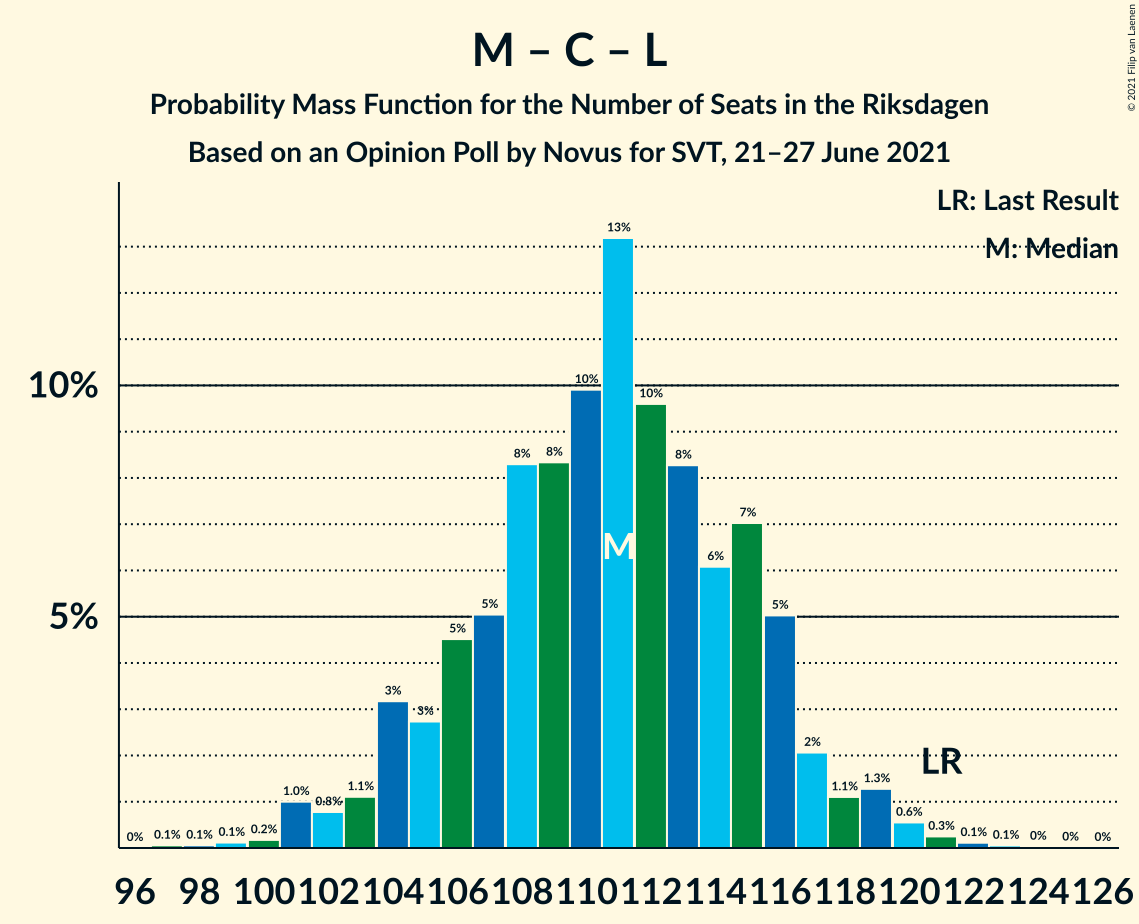 M – C – L
Probability Mass Function for the Number of Seats in the Riksdagen
Based on an Opinion Poll by Novus for SVT, 21–27 June 2021
© 2021 Filip van Laenen
LR: Last Result
M: Median
10%
5%
0% 0.1% 0.1% 0.1% 0.2% 1.0% 0.8% 1.1% 3% 3% 5% 5% 8% 8% 10% 13% 10% 8% 6% 7% 5% 2% 1.1% 1.3% 0.6% 0.3% 0.1% 0.1% 0% 0% 0%
M
LR
96 98 100 102 104 106 108 110 112 114 116 118 120 122 124 126